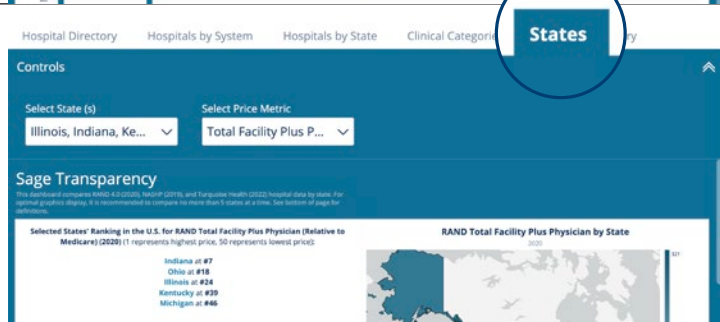 Hospital Directory Hospitals by System Hospitals by State Clinical Categorie States ry
Controls
Select State (s) Select Price Metric
Illinois, Indiana, Ke... Total Facility Plus P...
Sage Transparency
This dashboard compares RAND 4.0 (2020), NASHP (2019), and Turquoise Health (2022) hospital data by state. For
optimal graphics display, it is recommended to compare no more than 5 states at a time. See bottom of page for
definitions.
Selected States' Ranking in the U.S. for RAND Total Facility Plus Physician (Relative to
Medicare) (2020) (1 represents highest price, 50 represents lowest price):
Indiana at #7
Ohio at #18
Illinois at #24
Kentucky at #39
Michigan at #46
RAND Total Facility Plus Physician by State
2020